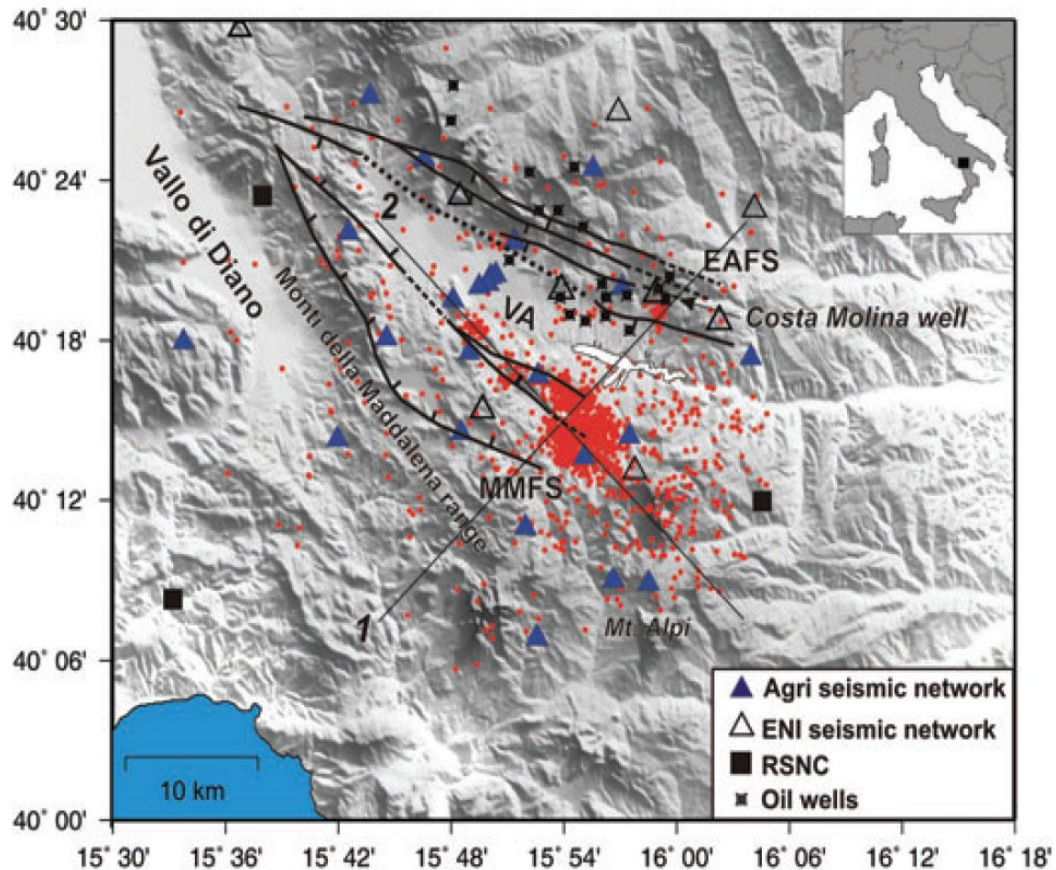 40° 30'
40° 24'
40° 18'
40° 12'
40° 06'
40° 00'
15° 30'
15° 36'
15° 42'
15° 48'
15° 54'
16° 00'
16° 06'
16° 12'
16° 18'
Vallo di Diano
Monti della Maddalena range
2
VA
EAFS
Costa Molina well
MMFS
1
Mt. Alpi
10 km
Agri seismic network
ENI seismic network
RSNC
Oil wells